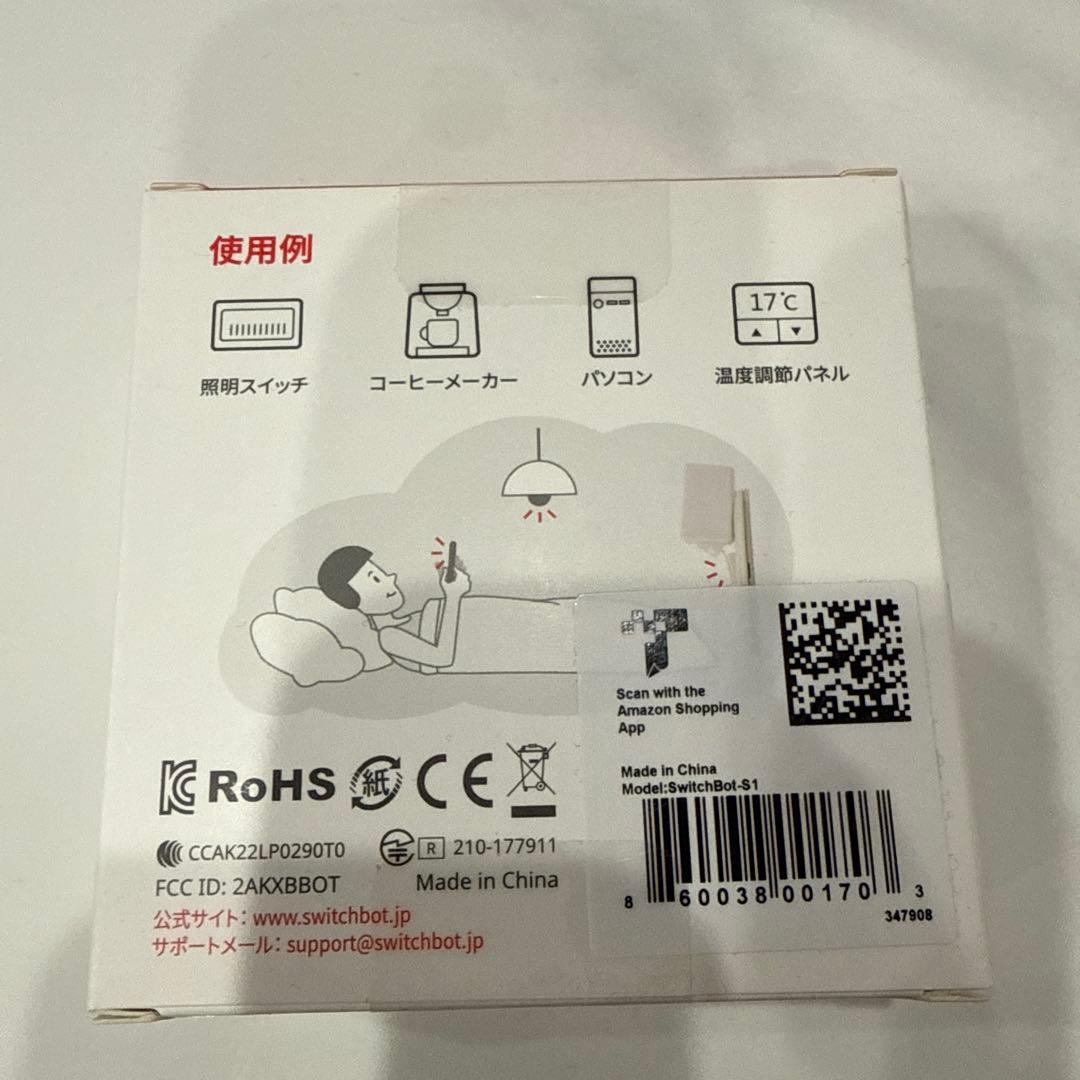 使用例
17℃
照明スイッチ
コーヒーメーカー
パソコン
温度調節パネル
Scan with the
Amazon Shopping
App
Made in China
Model:SwitchBot-S1
8 60038 00170 3
347908
RoHS 紙 CE
CCAK22LP0290T0
R 210-177911
FCC ID: 2AKXBBOT
Made in China
公式サイト: www.switchbot.jp
サポートメール: support@switchbot.jp